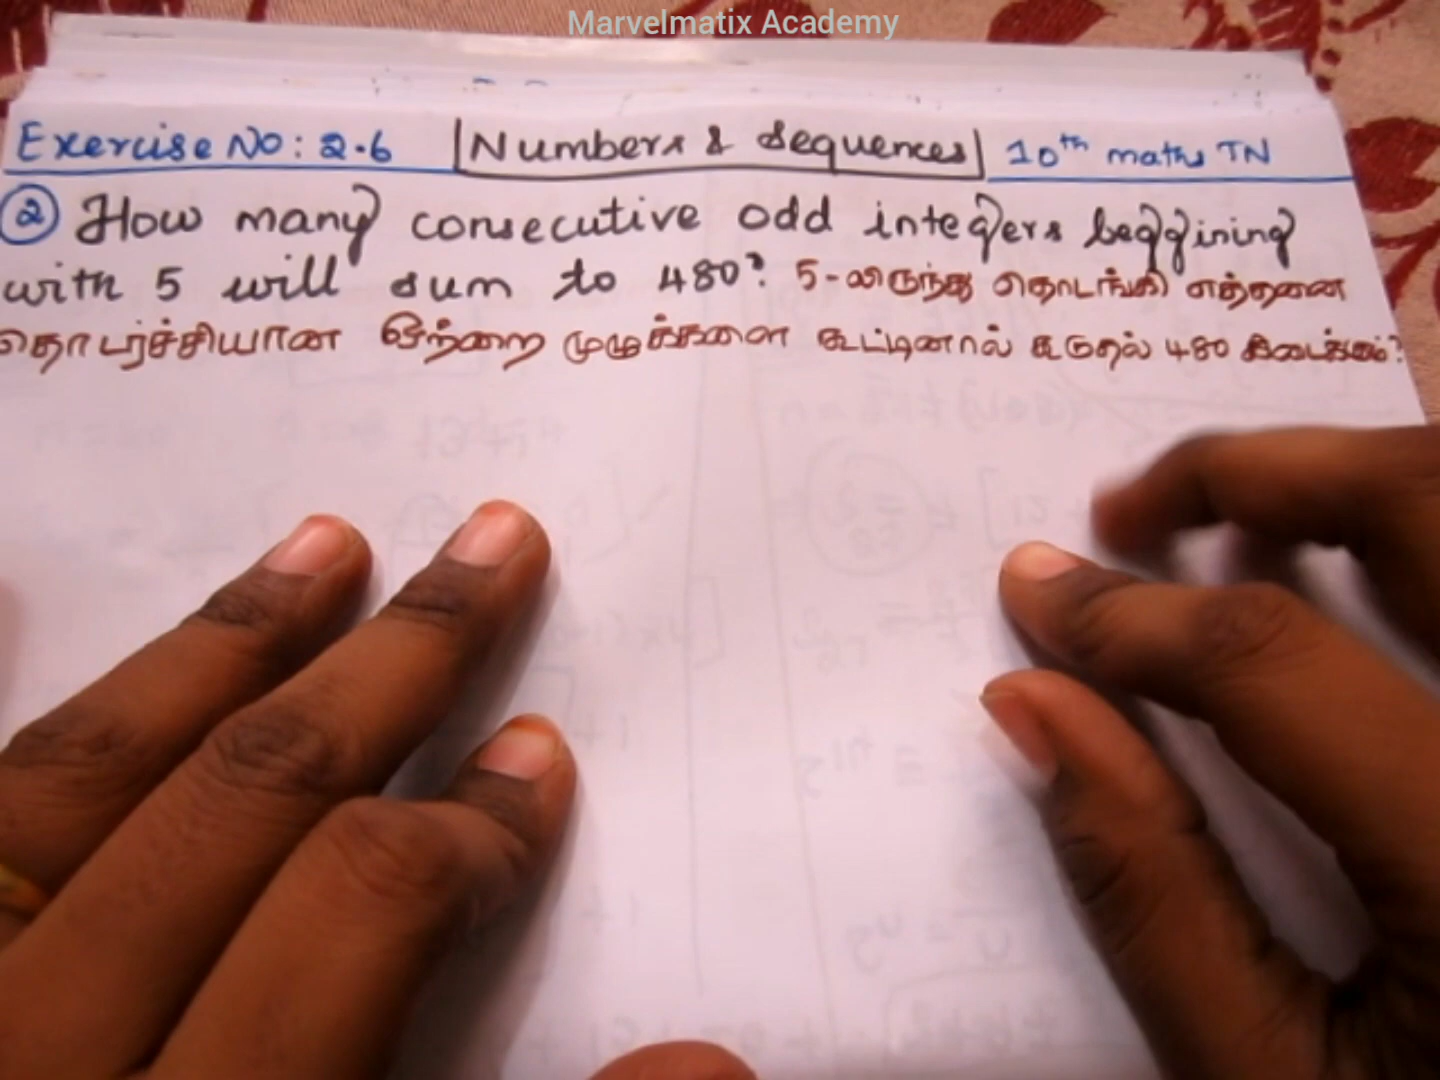 Marvelmatix Academy
Exercise No: 2.6 Numbers & Sequences 10th maths TN
② How many consecutive odd integers beggining
with 5 will sum to 480? 5-லிருந்து தொடங்கி எத்தனை
தொடர்ச்சியான ஒற்றை முழுக்களை கூட்டினால் கூடுதல் 480 கிடைக்கும்?